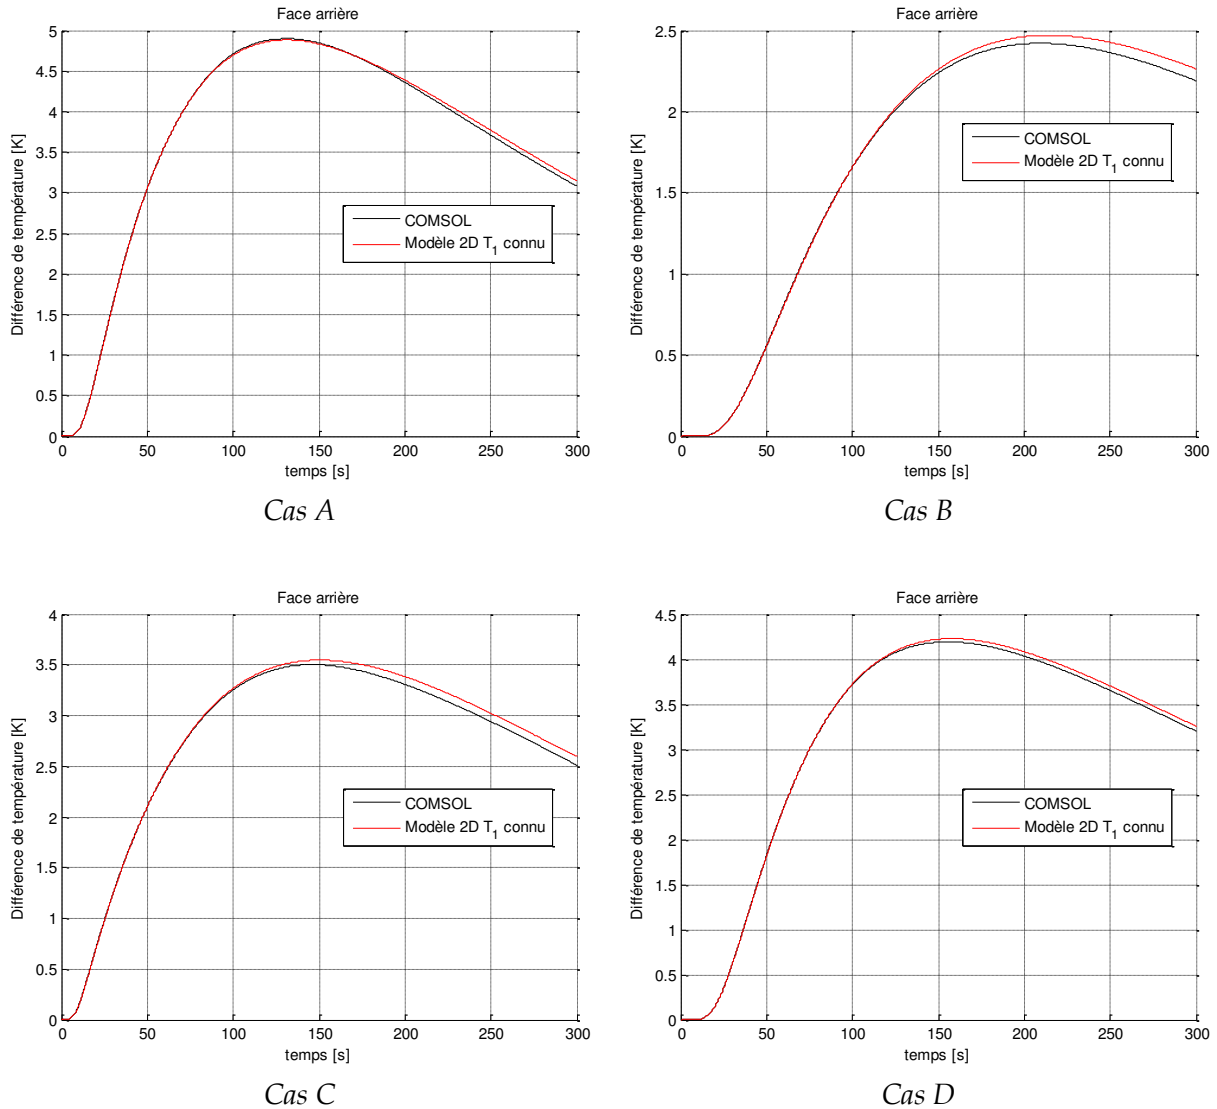 Face arrière
5
4.5
4
3.5
3
2.5
2
1.5
1
0.5
0
Différence de température [K]
COMSOL
Modèle 2D T1 connu
0 50 100 150 200 250 300
temps [s]
Cas A
Face arrière
2.5
2
1.5
1
0.5
0
Différence de température [K]
COMSOL
Modèle 2D T1 connu
0 50 100 150 200 250 300
temps [s]
Cas B
Face arrière
4
3.5
3
2.5
2
1.5
1
0.5
0
Différence de température [K]
COMSOL
Modèle 2D T1 connu
0 50 100 150 200 250 300
temps [s]
Cas C
Face arrière
4.5
4
3.5
3
2.5
2
1.5
1
0.5
0
Différence de température [K]
COMSOL
Modèle 2D T1 connu
0 50 100 150 200 250 300
temps [s]
Cas D